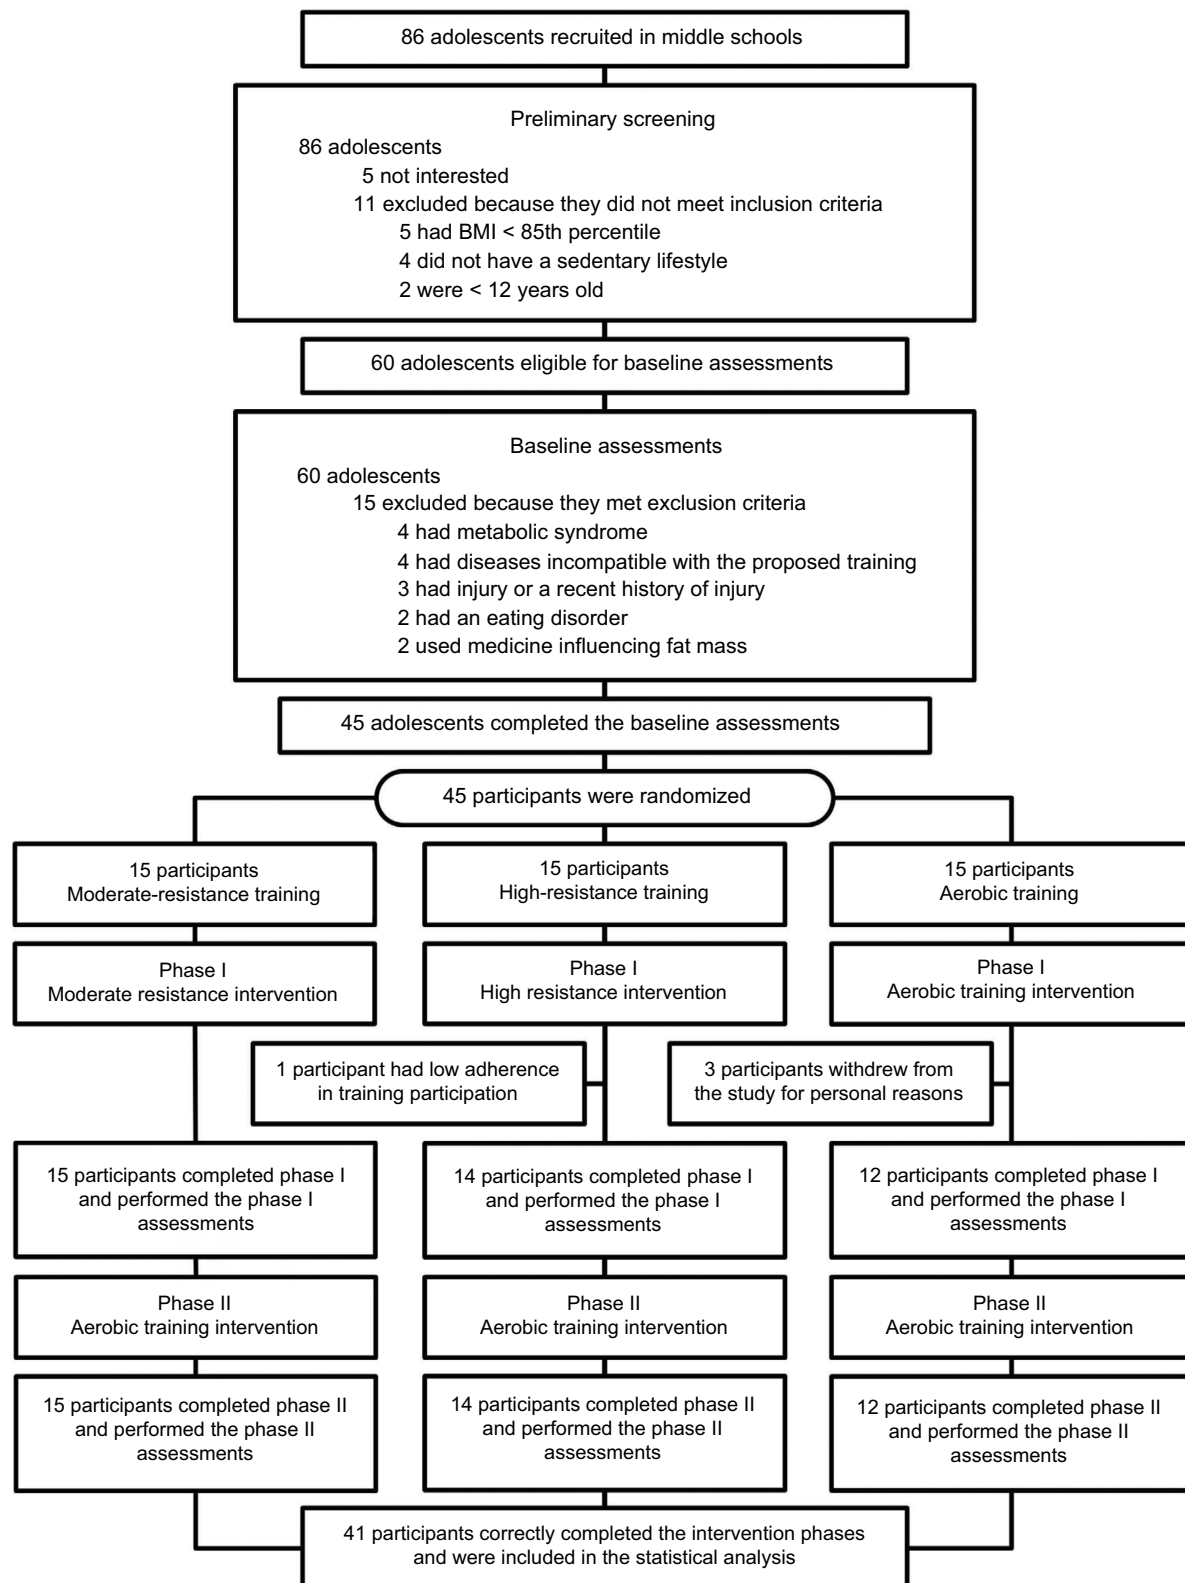 86 adolescents recruited in middle schools
Preliminary screening
86 adolescents
5 not interested
11 excluded because they did not meet inclusion criteria
5 had BMI < 85th percentile
4 did not have a sedentary lifestyle
2 were < 12 years old
60 adolescents eligible for baseline assessments
Baseline assessments
60 adolescents
15 excluded because they met exclusion criteria
4 had metabolic syndrome
4 had diseases incompatible with the proposed training
3 had injury or a recent history of injury
2 had an eating disorder
2 used medicine influencing fat mass
45 adolescents completed the baseline assessments
45 participants were randomized
15 participants
Moderate-resistance training
15 participants
High-resistance training
15 participants
Aerobic training
Phase I
Moderate resistance intervention
Phase I
High resistance intervention
Phase I
Aerobic training intervention
1 participant had low adherence
in training participation
3 participants withdrew from
the study for personal reasons
15 participants completed phase I
and performed the phase I
assessments
14 participants completed phase I
and performed the phase I
assessments
12 participants completed phase I
and performed the phase I
assessments
Phase II
Aerobic training intervention
Phase II
Aerobic training intervention
Phase II
Aerobic training intervention
15 participants completed phase II
and performed the phase II
assessments
14 participants completed phase II
and performed the phase II
assessments
12 participants completed phase II
and performed the phase II
assessments
41 participants correctly completed the intervention phases
and were included in the statistical analysis